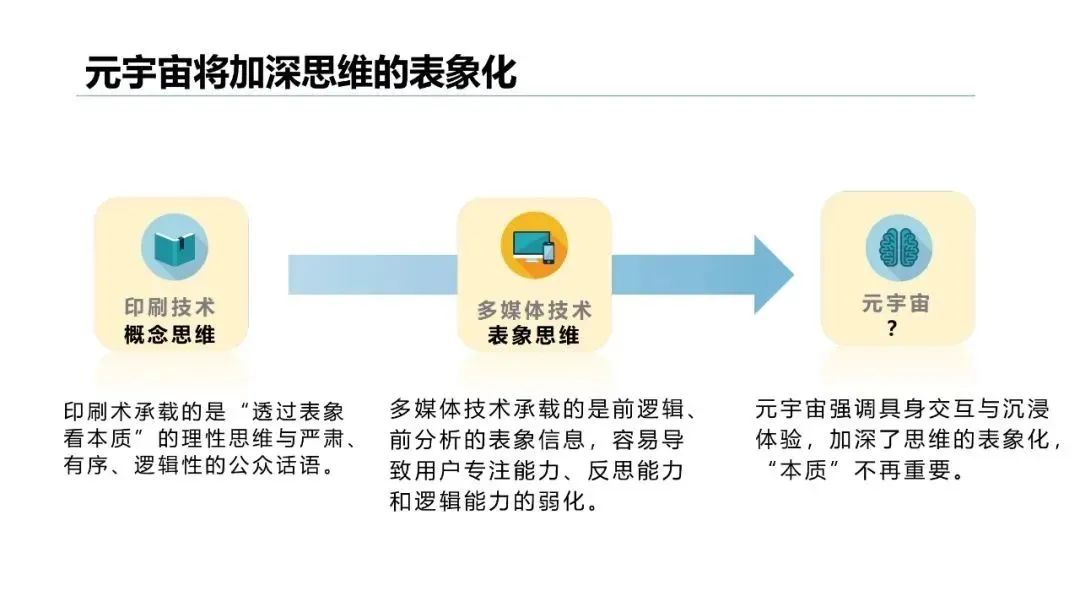 元宇宙将加深思维的表象化
印刷技术
概念思维
多媒体技术
表象思维
元宇宙
？
印刷术承载的是“透过表象
看本质”的理性思维与严肃、
有序、逻辑性的公众话语。
多媒体技术承载的是前逻辑、
前分析的表象信息，容易导
致用户专注能力、反思能力
和逻辑能力的弱化。
元宇宙强调具身交互与沉浸
体验，加深了思维的表象化，
“本质”不再重要。